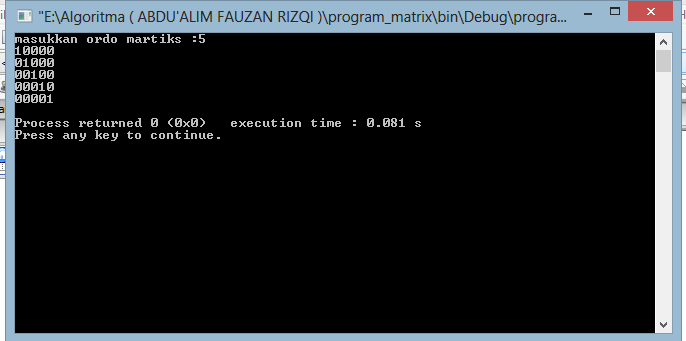 "E:\Algoritma ( ABDU'ALIM FAUZAN RIZQI )\program_matrix\bin\Debug\progra...
masukkan ordo martiks :5
10000
01000
00100
00010
00001
Process returned 0 (0x0)   execution time : 0.081 s
Press any key to continue.